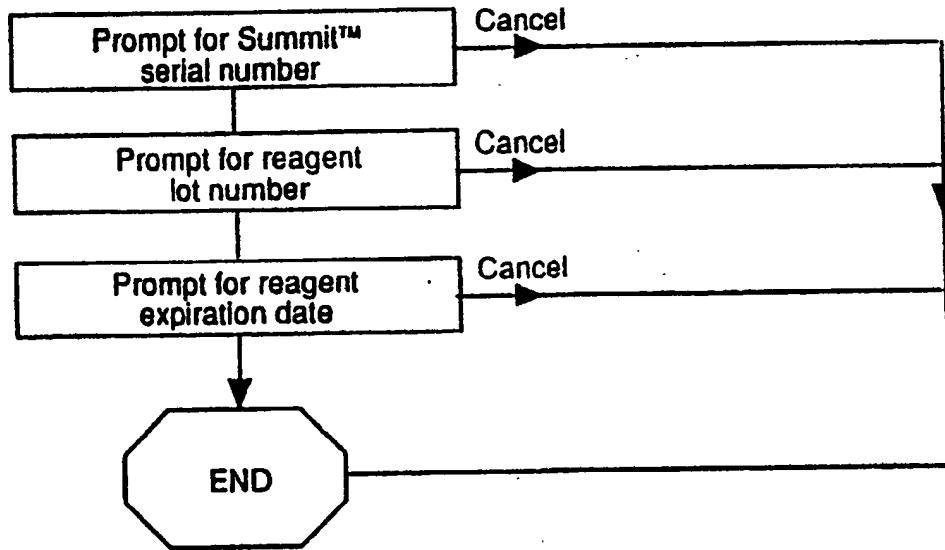 Cancel
Prompt for Summit™
serial number
Cancel
Prompt for reagent
lot number
Cancel
Prompt for reagent
expiration date
END